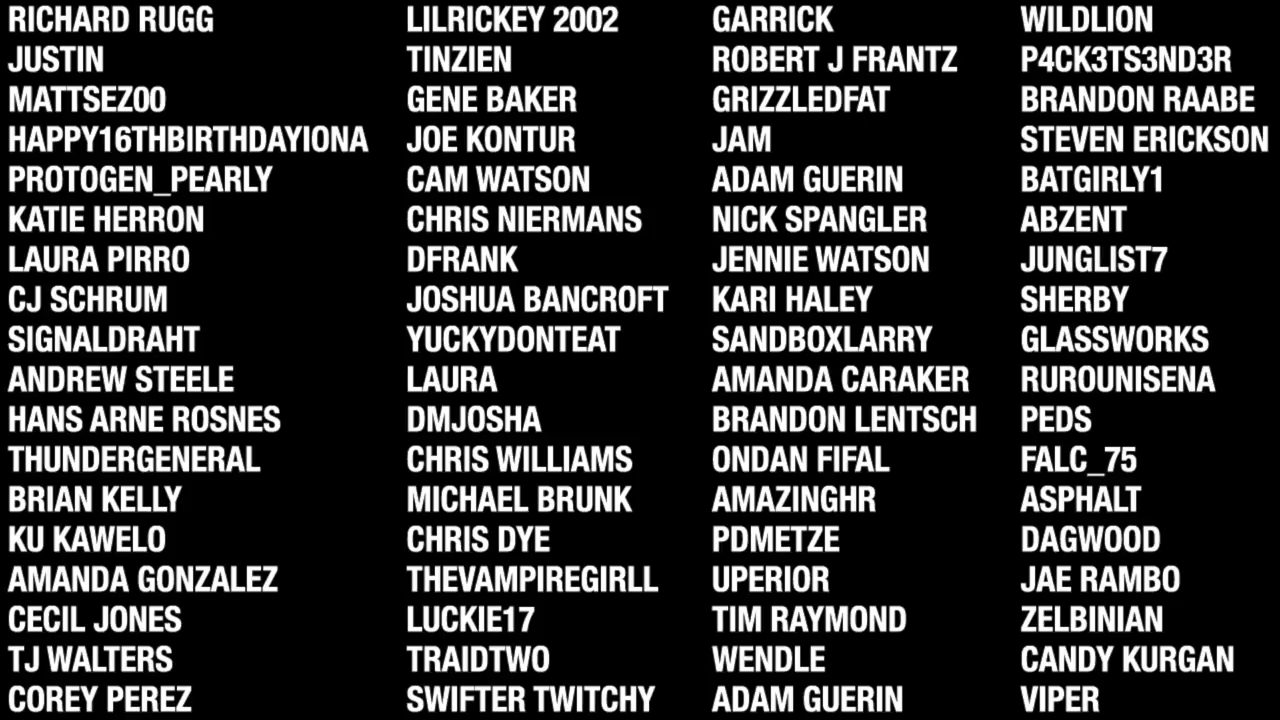 RICHARD RUGG
JUSTIN
MATTSEZ00
HAPPY16THBIRTHDAYIONA
PROTOGEN_PEARLY
KATIE HERRON
LAURA PIRRO
CJ SCHRUM
SIGNALDRAHT
ANDREW STEELE
HANS ARNE ROSNES
THUNDERGENERAL
BRIAN KELLY
KU KAWELO
AMANDA GONZALEZ
CECIL JONES
TJ WALTERS
COREY PEREZ
LILRICKEY 2002
TINZIEN
GENE BAKER
JOE KONTUR
CAM WATSON
CHRIS NIERMANS
DFRANK
JOSHUA BANCROFT
YUCKYDONTEAT
LAURA
DMJOSHA
CHRIS WILLIAMS
MICHAEL BRUNK
CHRIS DYE
THEVAMPIREGIRLL
LUCKIE17
TRAIDTWO
SWIFTER TWITCHY
GARRICK
ROBERT J FRANTZ
GRIZZLEDFAT
JAM
ADAM GUERIN
NICK SPANGLER
JENNIE WATSON
KARI HALEY
SANDBOXLARRY
AMANDA CARAKER
BRANDON LENTSCH
ONDAN FIFAL
AMAZINGHR
PDMETZE
UPERIOR
TIM RAYMOND
WENDLE
ADAM GUERIN
WILDLION
P4CK3TS3ND3R
BRANDON RAABE
STEVEN ERICKSON
BATGIRLY1
ABZENT
JUNGLIST7
SHERBY
GLASSWORKS
RUROUNISENA
PEDS
FALC_75
ASPHALT
DAGWOOD
JAE RAMBO
ZELBINIAN
CANDY KURGAN
VIPER